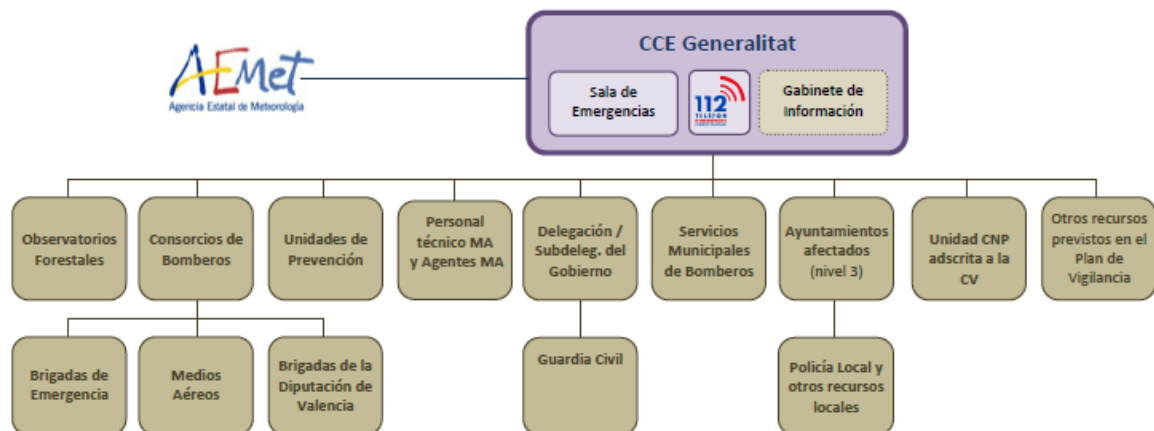 CCE Generalitat
AEMet
Agencia Estatal de Meteorología
Sala de
Emergencias
112
TELÈFON
Gabinete de
Información
Observatorios
Forestales
Consorcios de
Bomberos
Unidades de
Prevención
Personal
técnico MA
y Agentes MA
Delegación /
Subdeleg. del
Gobierno
Servicios
Municipales
de Bomberos
Ayuntamientos
afectados
(nivel 3)
Unidad CNP
adscrita a la
CV
Otros recursos
previstos en el
Plan de
Vigilancia
Brigadas de
Emergencia
Medios
Aéreos
Brigadas de la
Diputación de
Valencia
Guardia Civil
Policía Local y
otros recursos
locales